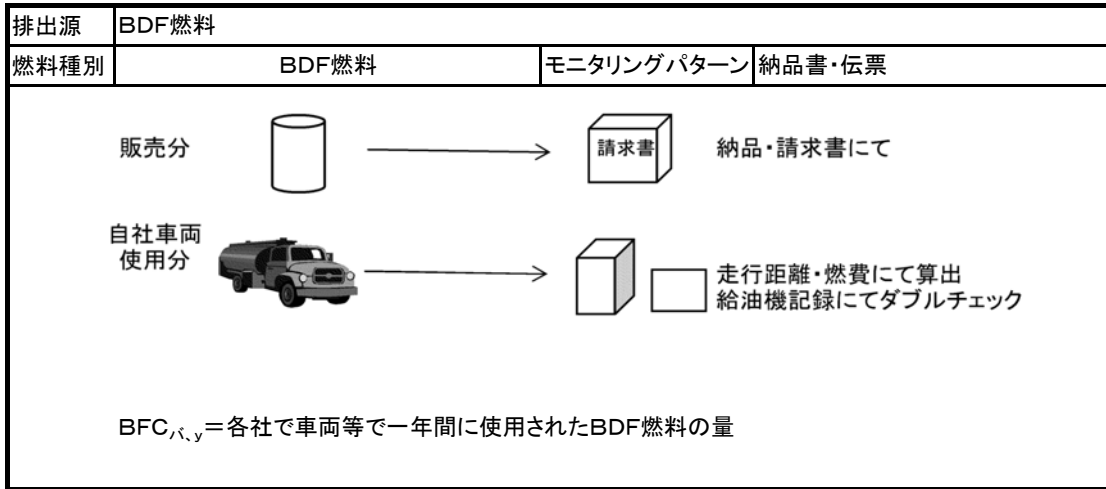 排出源 BDF燃料
燃料種別 BDF燃料 モニタリングパターン 納品書・伝票
販売分 請求書 納品・請求書にて
自社車両
使用分
走行距離・燃費にて算出
給油機記録にてダブルチェック
BFCバ、y＝各社で車両等で一年間に使用されたBDF燃料の量